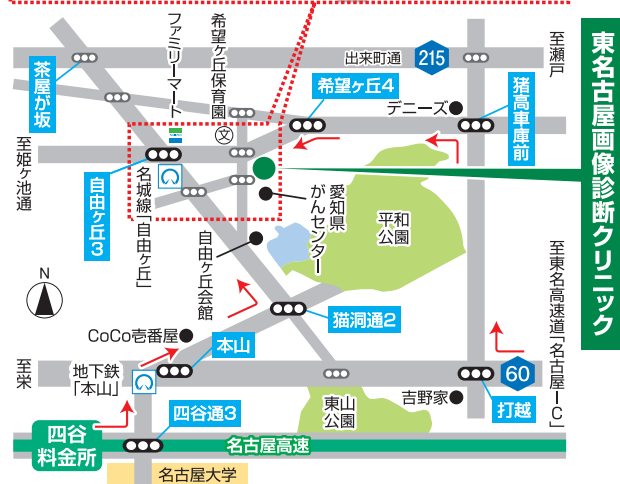 ファミリーマート
希望ヶ丘保育園
出来町通
215
至瀬戸
茶屋が坂
希望ヶ丘4
デニーズ
猪高車庫前
東名古屋画像診断クリニック
文
至姫ヶ池通
自由ヶ丘3
名城線「自由ヶ丘」
愛知県
がんセンター
平和
公園
自由ヶ丘会館
N
猫洞通2
至東名高速道「名古屋IC」
CoCo壱番屋
本山
至栄
地下鉄
「本山」
60
打越
吉野家
東山
公園
四谷通3
四谷
料金所
名古屋高速
名古屋大学